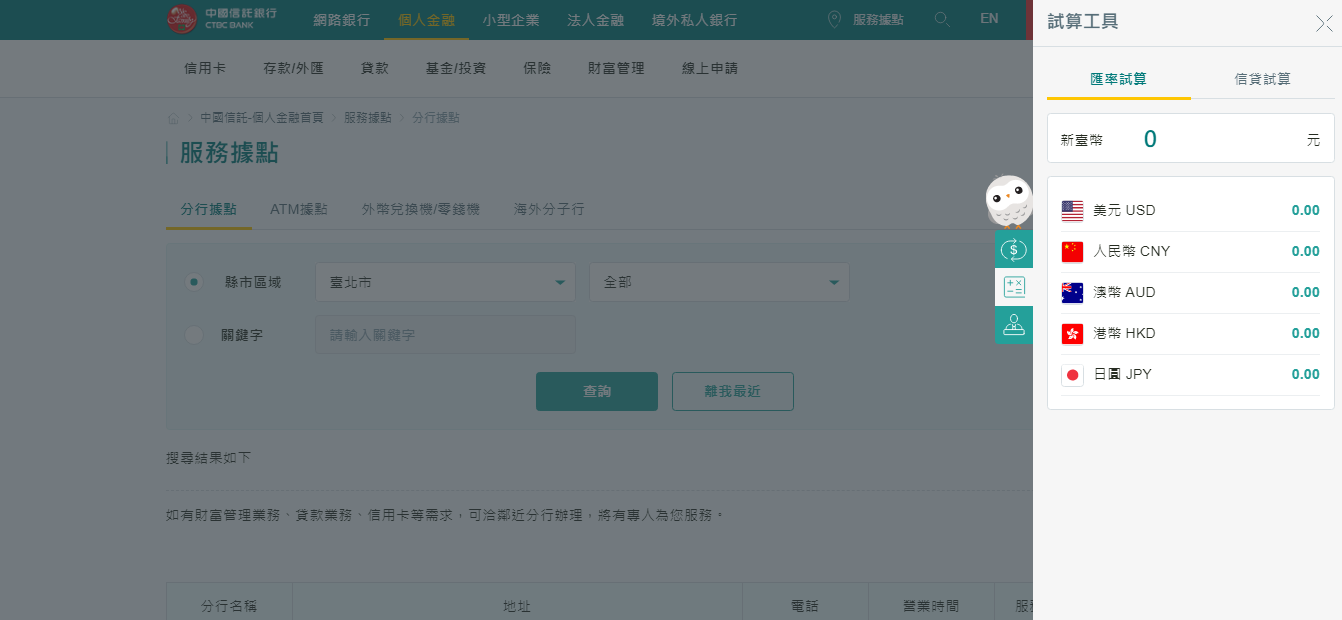 中國信託銀行
CTBC BANK
網路銀行 個人金融 小型企業 法人金融 境外私人銀行 服務據點 EN
信用卡 存款/外匯 貸款 基金/投資 保險 財富管理 線上申請
中國信託-個人金融首頁 服務據點 分行據點
服務據點
分行據點 ATM據點 外幣兌換機/零錢機 海外分子行
縣市區域 臺北市 全部
關鍵字 請輸入關鍵字
查詢 離我最近
搜尋結果如下
如有財富管理業務、貸款業務、信用卡等需求，可洽鄰近分行辦理，將有專人為您服務。
分行名稱 地址 電話 營業時間 服務
試算工具
匯率試算 信貸試算
新臺幣 0 元
美元 USD 0.00
人民幣 CNY 0.00
澳幣 AUD 0.00
港幣 HKD 0.00
日圓 JPY 0.00